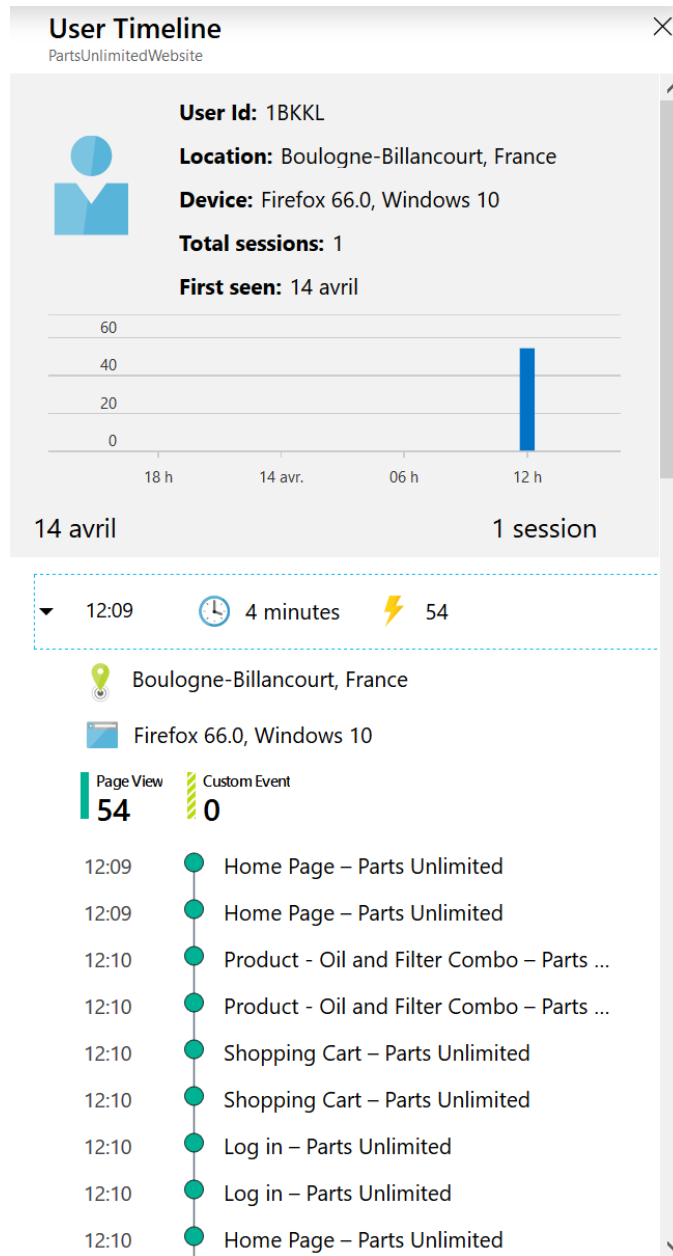 User Timeline
PartsUnlimitedWebsite
User Id: 1BKKL
Location: Boulogne-Billancourt, France
Device: Firefox 66.0, Windows 10
Total sessions: 1
First seen: 14 avril
60
40
20
0
18 h 14 avr. 06 h 12 h
14 avril 1 session
12:09 4 minutes 54
Boulogne-Billancourt, France
Firefox 66.0, Windows 10
Page View Custom Event
54 0
12:09 Home Page – Parts Unlimited
12:09 Home Page – Parts Unlimited
12:10 Product - Oil and Filter Combo – Parts ...
12:10 Product - Oil and Filter Combo – Parts ...
12:10 Shopping Cart – Parts Unlimited
12:10 Shopping Cart – Parts Unlimited
12:10 Log in – Parts Unlimited
12:10 Log in – Parts Unlimited
12:10 Home Page – Parts Unlimited